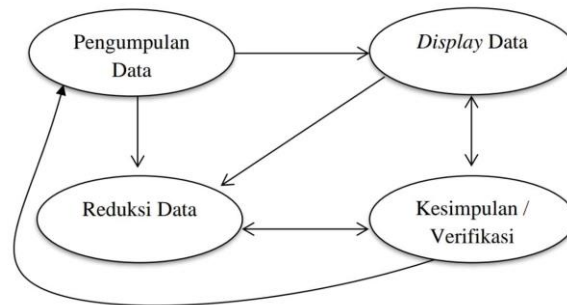 Pengumpulan
Data
Display Data
Reduksi Data
Kesimpulan /
Verifikasi